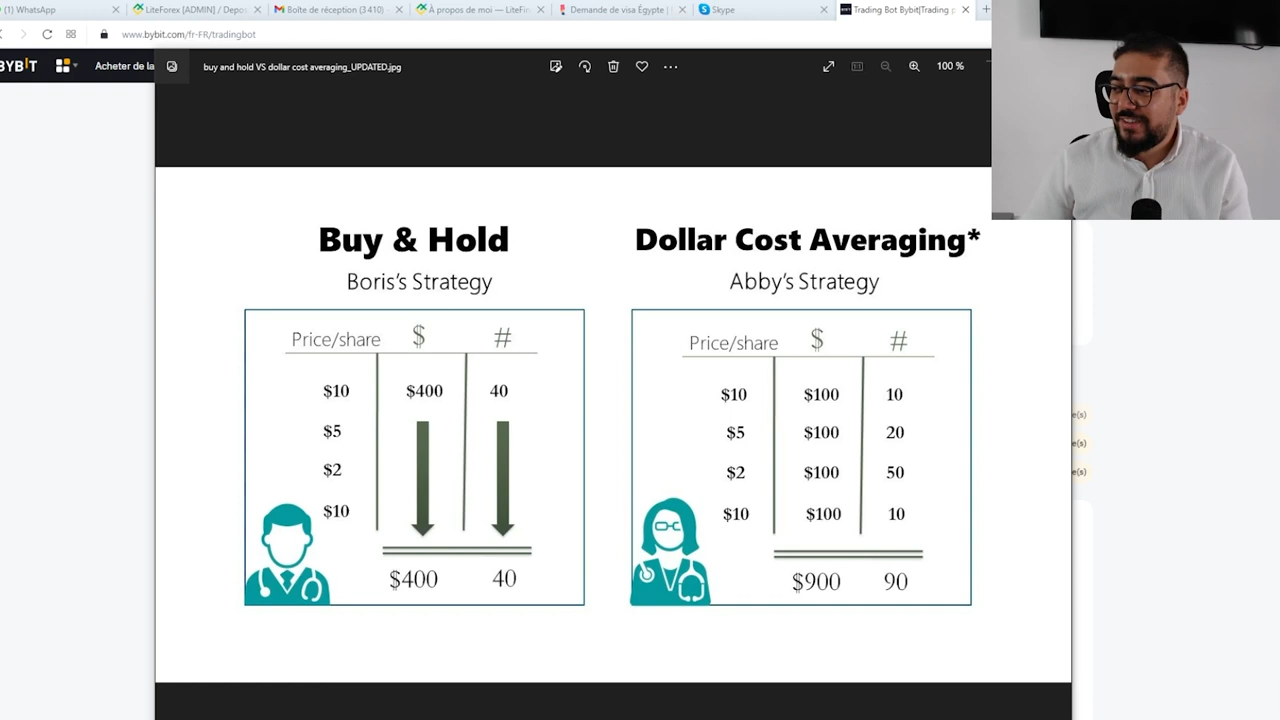 (1) WhatsApp
LiteForex [ADMIN] / Depo
Boîte de réception (3 410)
À propos de moi — LiteFin
Demande de visa Égypte |
Skype
Trading Bot Bybit|Trading p
www.bybit.com/fr-FR/tradingbot
BYBIT
Acheter de la
buy and hold VS dollar cost averaging_UPDATED.jpg
100 %
Buy & Hold
Boris's Strategy
Price/share $ #
$10 $400 40
$5
$2
$10
$400 40
Dollar Cost Averaging*
Abby's Strategy
Price/share $ #
$10 $100 10
$5 $100 20
$2 $100 50
$10 $100 10
$900 90
e(s)
e(s)
e(s)